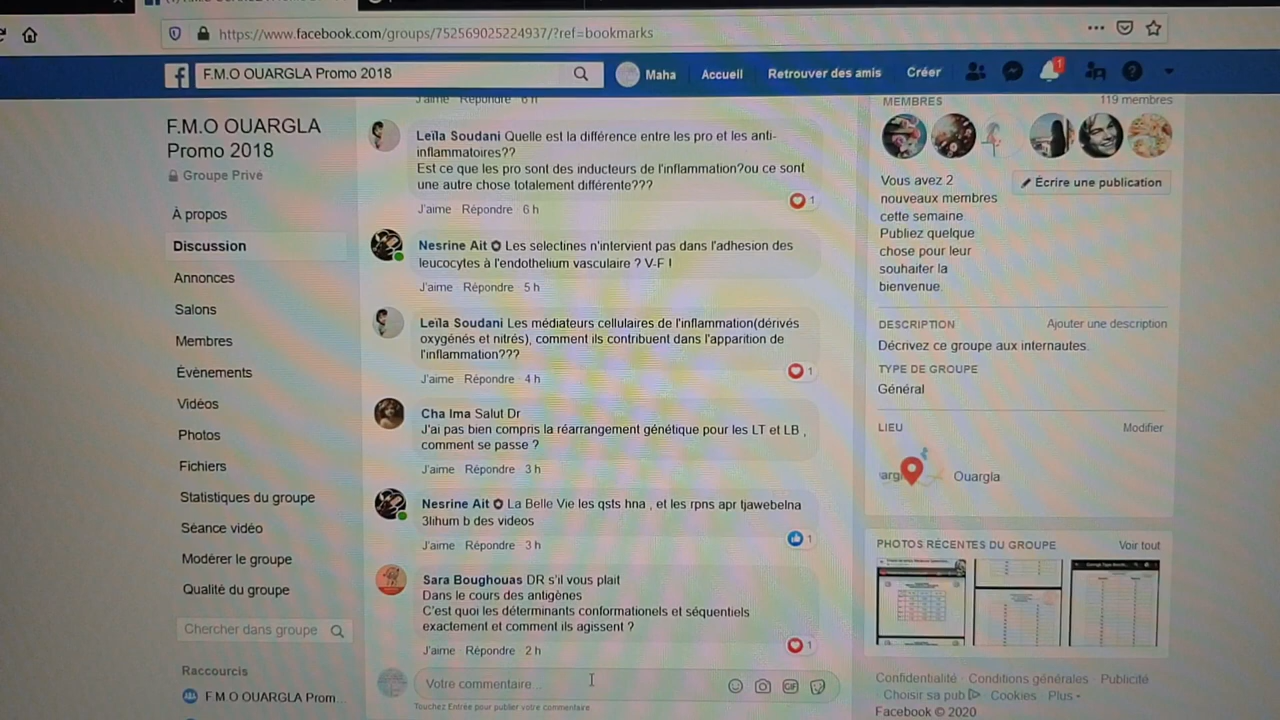 https://www.facebook.com/groups/752569025224937/?ref=bookmarks
F.M.O OUARGLA Promo 2018
Maha
Accueil
Retrouver des amis
Créer
1
F.M.O OUARGLA
Promo 2018
Groupe Privé
À propos
Discussion
Annonces
Salons
Membres
Événements
Vidéos
Photos
Fichiers
Statistiques du groupe
Séance vidéo
Modérer le groupe
Qualité du groupe
Chercher dans groupe
Raccourcis
F M O OUARGLA Prom...
J'aime Répondre 6 h
Leïla Soudani Quelle est la différence entre les pro et les anti-
inflammatoires??
Est ce que les pro sont des inducteurs de l'inflammation?ou ce sont
une autre chose totalement différente???
1
J'aime Répondre 6 h
Nesrine Ait Les selectines n'intervient pas dans l'adhesion des
leucocytes à l'endothelium vasculaire ? V-F !
J'aime Répondre 5 h
Leïla Soudani Les médiateurs cellulaires de l'inflammation(dérivés
oxygénés et nitrés), comment ils contribuent dans l'apparition de
l'inflammation???
1
J'aime Répondre 4 h
Cha Ima Salut Dr
J'ai pas bien compris la réarrangement génétique pour les LT et LB ,
comment se passe ?
J'aime Répondre 3 h
Nesrine Ait La Belle Vie les qsts hna , et les rpns apr tjawebelna
3lihum b des videos
1
J'aime Répondre 3 h
Sara Boughouas DR s'il vous plait
Dans le cours des antigènes
C'est quoi les déterminants conformationels et séquentiels
exactement et comment ils agissent ?
1
J'aime Répondre 2 h
Votre commentaire...
GIF
Touchez Entrée pour publier votre commentaire
MEMBRES
119 membres
Vous avez 2
nouveaux membres
cette semaine.
Publiez quelque
chose pour leur
souhaiter la
bienvenue.
Écrire une publication
DESCRIPTION
Ajouter une description
Décrivez ce groupe aux internautes.
TYPE DE GROUPE
Général
LIEU
Modifier
Ouargla
PHOTOS RÉCENTES DU GROUPE
Voir tout
Confidentialité · Conditions générales · Publicité
· Choisir sa pub · Cookies · Plus
Facebook © 2020